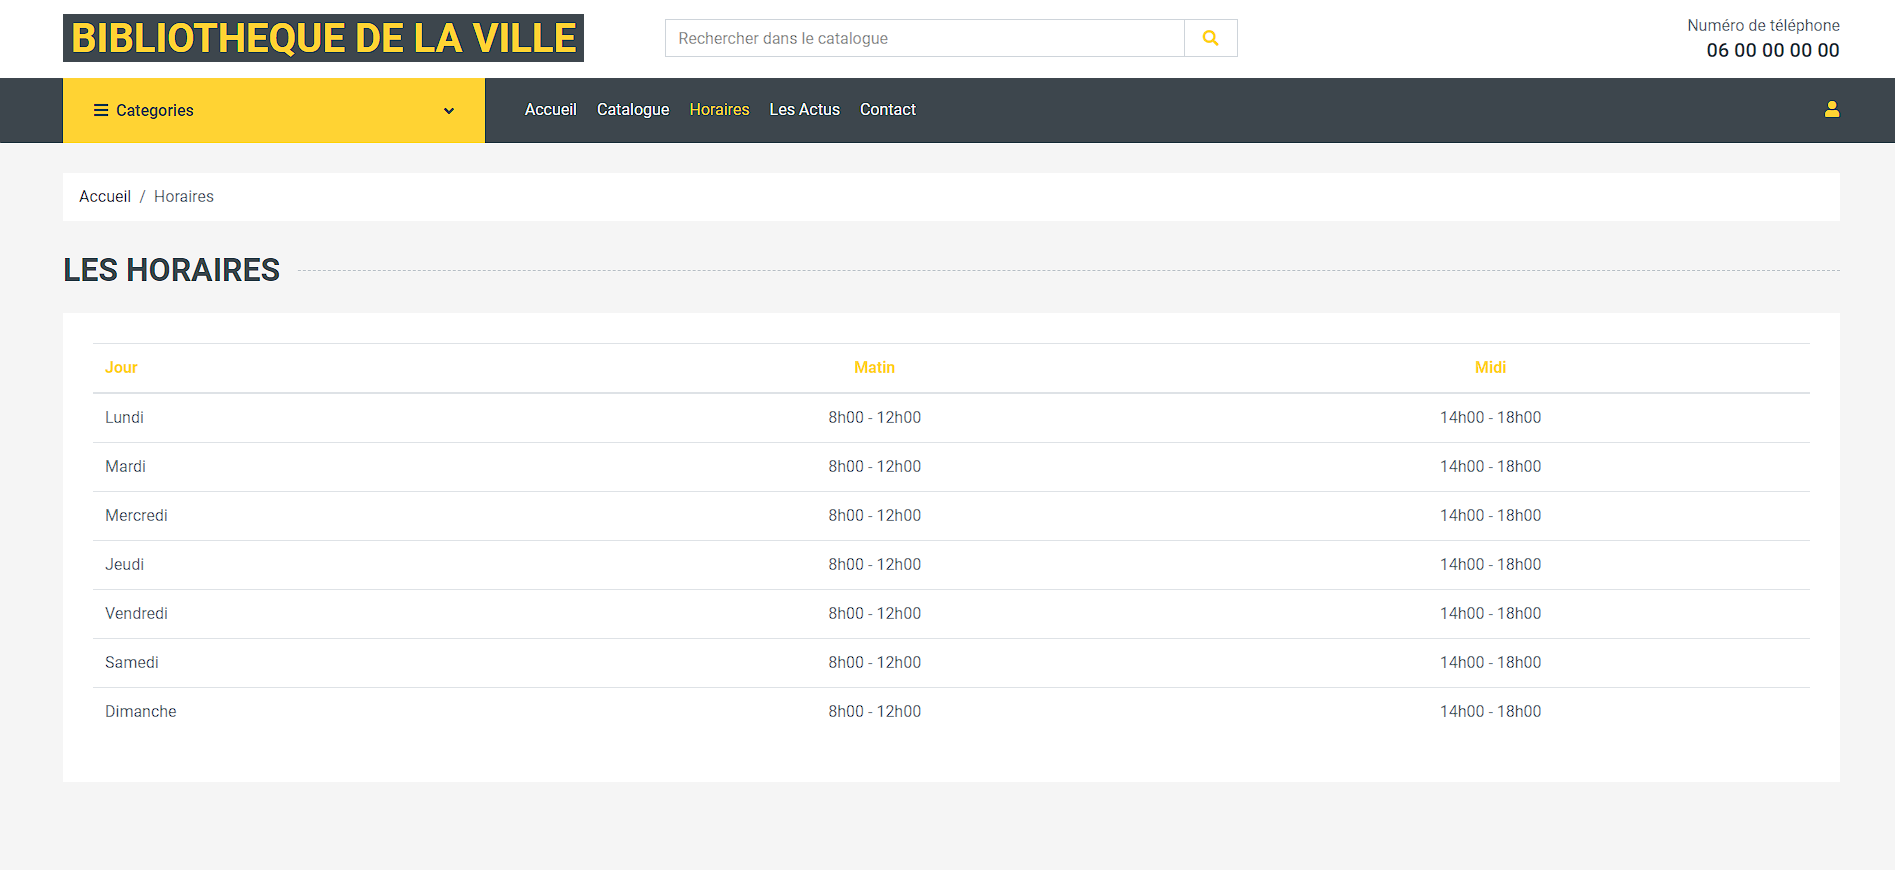 BIBLIOTHEQUE DE LA VILLE
Rechercher dans le catalogue
Numéro de téléphone
06 00 00 00 00
Categories
Accueil Catalogue Horaires Les Actus Contact
Accueil / Horaires
LES HORAIRES
Jour Matin Midi
Lundi 8h00 - 12h00 14h00 - 18h00
Mardi 8h00 - 12h00 14h00 - 18h00
Mercredi 8h00 - 12h00 14h00 - 18h00
Jeudi 8h00 - 12h00 14h00 - 18h00
Vendredi 8h00 - 12h00 14h00 - 18h00
Samedi 8h00 - 12h00 14h00 - 18h00
Dimanche 8h00 - 12h00 14h00 - 18h00